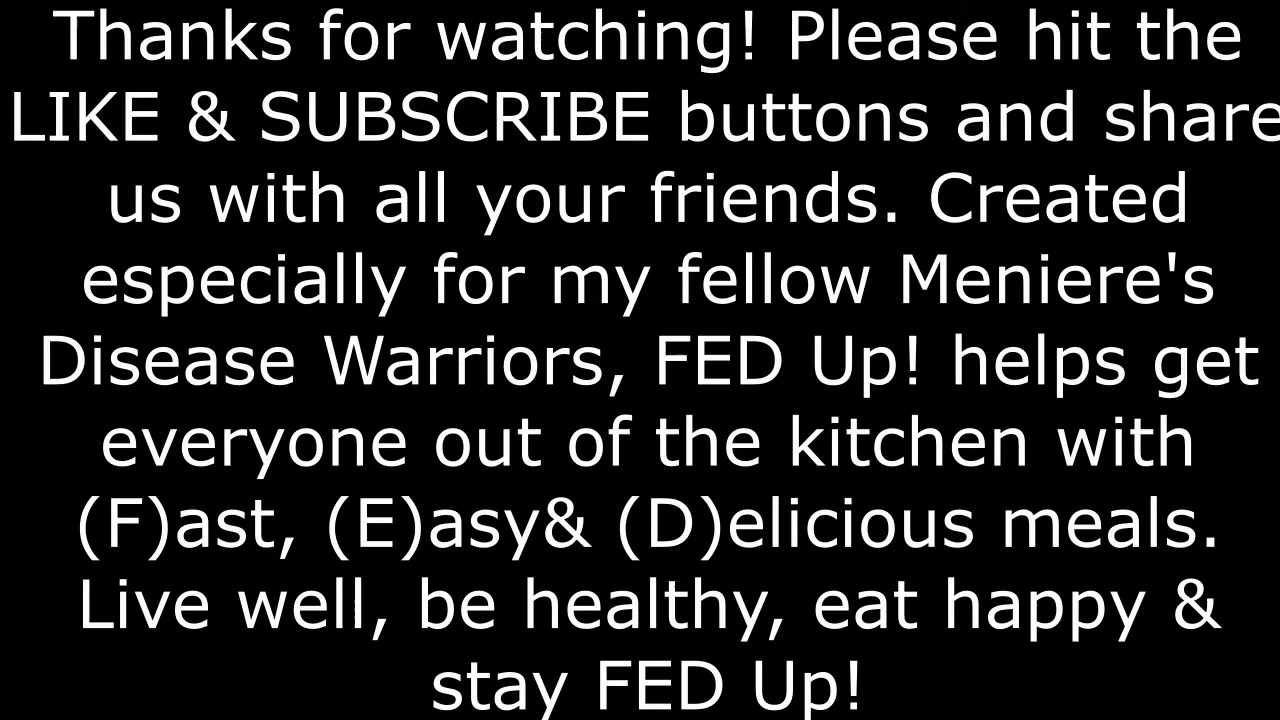 Thanks for watching! Please hit the
LIKE & SUBSCRIBE buttons and share
us with all your friends. Created
especially for my fellow Meniere's
Disease Warriors, FED Up! helps get
everyone out of the kitchen with
(F)ast, (E)asy& (D)elicious meals.
Live well, be healthy, eat happy &
stay FED Up!